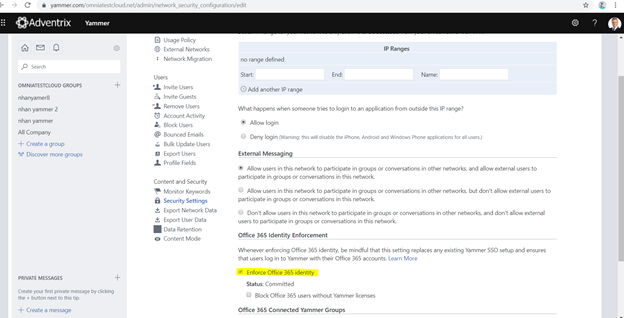 yammer.com/omniatestcloud.net/admin/network_security_configuration/edit
Adventrix Yammer
Search
OMNIATESTCLOUD GROUPS
nhanyamer8
nhan yammer 2
nhan yammer
All Company
Create a group
Discover more groups
PRIVATE MESSAGES
Create your first private message by clicking
the + button next to this tip.
Create a message
Usage Policy
External Networks
Network Migration
Users
Invite Users
Invite Guests
Remove Users
Account Activity
Block Users
Bounced Emails
Bulk Update Users
Export Users
Profile Fields
Content and Security
Monitor Keywords
Security Settings
Export Network Data
Export User Data
Data Retention
Content Mode
IP Ranges
no range defined
Start: End: Name:
Add another IP range
What happens when someone tries to login to an application from outside this IP range?
Allow login
Deny login (Warning: this will disable the iPhone, Android and Windows Phone applications for all users.)
External Messaging
Allow users in this network to participate in groups or conversations in other networks, and allow external users to
participate in groups or conversations in this network.
Allow users in this network to participate in groups or conversations in other networks, but don't allow external users to
participate in groups or conversations in this network.
Don't allow users in this network to participate in groups or conversations in other networks, and don't allow external
users to participate in groups or conversations in this network.
Office 365 Identity Enforcement
Whenever enforcing Office 365 identity, be mindful that this setting replaces any existing Yammer SSO setup and ensures
that users log in to Yammer with their Office 365 accounts. Learn More
Enforce Office 365 identity
Status: Committed
Block Office 365 users without Yammer licenses
Office 365 Connected Yammer Groups